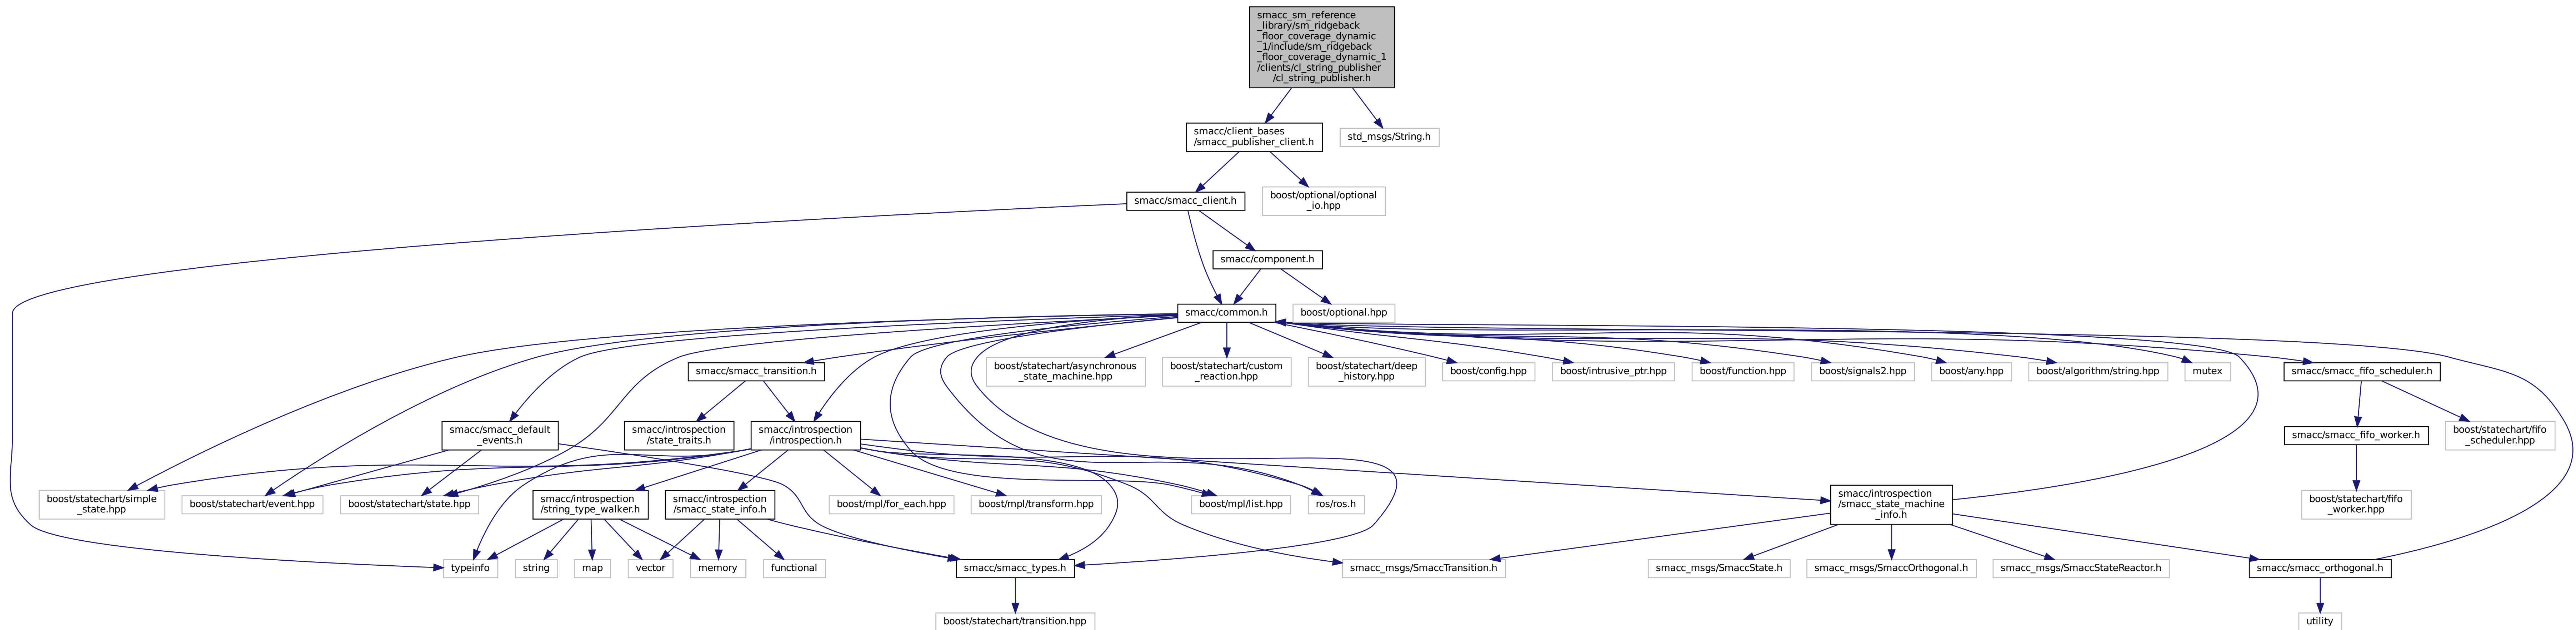 smacc_sm_reference
_library/sm_ridgeback
_floor_coverage_dynamic
_1/include/sm_ridgeback
_floor_coverage_dynamic_1
/clients/cl_string_publisher
/cl_string_publisher.h
smacc/client_bases
/smacc_publisher_client.h
std_msgs/String.h
smacc/smacc_client.h
boost/optional/optional
_io.hpp
smacc/component.h
smacc/common.h
boost/optional.hpp
smacc/smacc_transition.h
boost/statechart/asynchronous
_state_machine.hpp
boost/statechart/custom
_reaction.hpp
boost/statechart/deep
_history.hpp
boost/config.hpp
boost/intrusive_ptr.hpp
boost/function.hpp
boost/signals2.hpp
boost/any.hpp
boost/algorithm/string.hpp
mutex
smacc/smacc_fifo_scheduler.h
smacc/smacc_default
_events.h
smacc/introspection
/state_traits.h
smacc/introspection
/introspection.h
smacc/smacc_fifo_worker.h
boost/statechart/fifo
_scheduler.hpp
boost/statechart/simple
_state.hpp
boost/statechart/event.hpp
boost/statechart/state.hpp
smacc/introspection
/string_type_walker.h
smacc/introspection
/smacc_state_info.h
boost/mpl/for_each.hpp
boost/mpl/transform.hpp
boost/mpl/list.hpp
ros/ros.h
smacc/introspection
/smacc_state_machine
_info.h
boost/statechart/fifo
_worker.hpp
typeinfo
string
map
vector
memory
functional
smacc/smacc_types.h
smacc_msgs/SmaccTransition.h
smacc_msgs/SmaccState.h
smacc_msgs/SmaccOrthogonal.h
smacc_msgs/SmaccStateReactor.h
smacc/smacc_orthogonal.h
boost/statechart/transition.hpp
utility